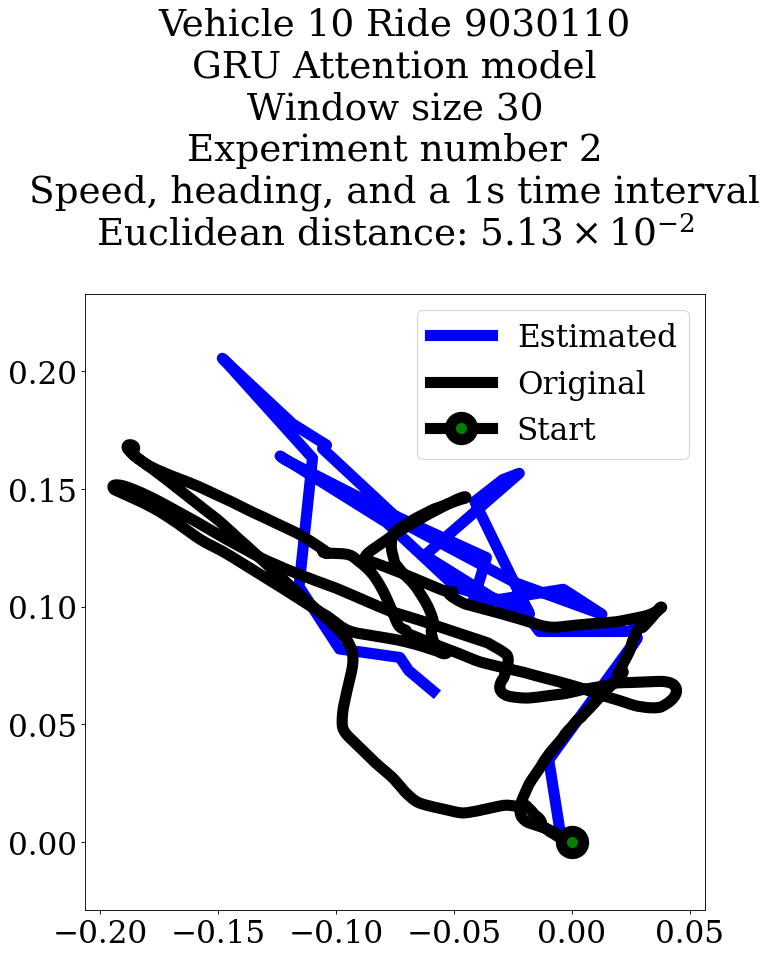 Vehicle 10 Ride 9030110
GRU Attention model
Window size 30
Experiment number 2
Speed, heading, and a 1s time interval
Euclidean distance: 5.13 × 10⁻²
Estimated
Original
Start
0.20
0.15
0.10
0.05
0.00
−0.20 −0.15 −0.10 −0.05 0.00 0.05